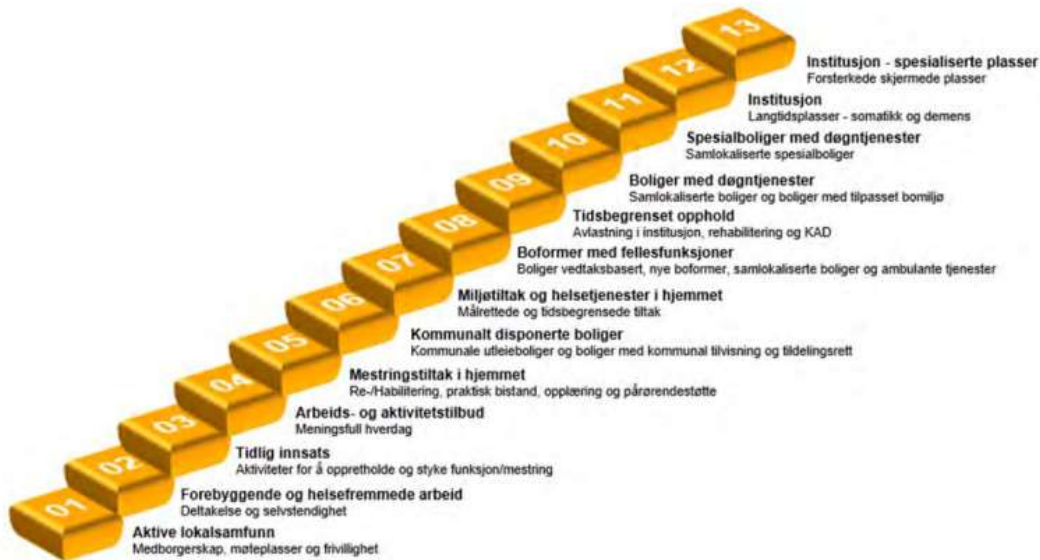 13
Institusjon - spesialiserte plasser
Forsterkede skjermede plasser
12
Institusjon
Langtidsplasser - somatikk og demens
11
Spesialboliger med døgntjenester
Samlokaliserte spesialboliger
10
Boliger med døgntjenester
Samlokaliserte boliger og boliger med tilpasset bomiljø
09
Tidsbegrenset opphold
Avlastning i institusjon, rehabilitering og KAD
08
Boformer med fellesfunksjoner
Boliger vedtaksbasert, nye boformer, samlokaliserte boliger og ambulante tjenester
07
Miljøtiltak og helsetjenester i hjemmet
Målrettede og tidsbegrensede tiltak
06
Kommunalt disponerte boliger
Kommunale utleieboliger og boliger med kommunal tilvisning og tildelingsrett
05
Mestringstiltak i hjemmet
Re-/Habilitering, praktisk bistand, opplæring og pårørendestøtte
04
Arbeids- og aktivitetstilbud
Meningsfull hverdag
03
Tidlig innsats
Aktiviteter for å oppretholde og styke funksjon/mestring
02
Forebyggende og helsefremmede arbeid
Deltakelse og selvstendighet
01
Aktive lokalsamfunn
Medborgerskap, møteplasser og frivillighet